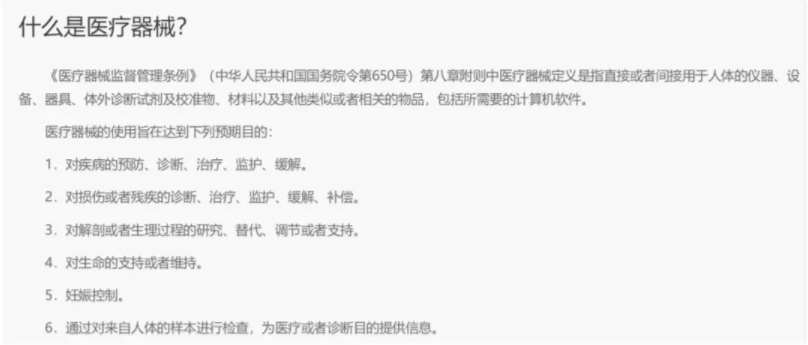 什么是医疗器械？
《医疗器械监督管理条例》（中华人民共和国国务院令第650号）第八章附则中医疗器械定义是指直接或者间接用于人体的仪器、设
备、器具、体外诊断试剂及校准物、材料以及其他类似或者相关的物品，包括所需要的计算机软件。
医疗器械的使用旨在达到下列预期目的：
1．对疾病的预防、诊断、治疗、监护、缓解。
2．对损伤或者残疾的诊断、治疗、监护、缓解、补偿。
3．对解剖或者生理过程的研究、替代、调节或者支持。
4．对生命的支持或者维持。
5．妊娠控制。
6．通过对来自人体的样本进行检查，为医疗或者诊断目的提供信息。